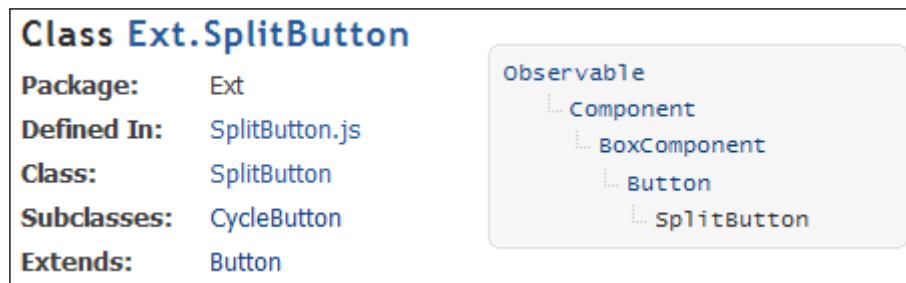 Class Ext.SplitButton
Package: Ext
Defined In: SplitButton.js
Class: SplitButton
Subclasses: CycleButton
Extends: Button
Observable
Component
BoxComponent
Button
SplitButton